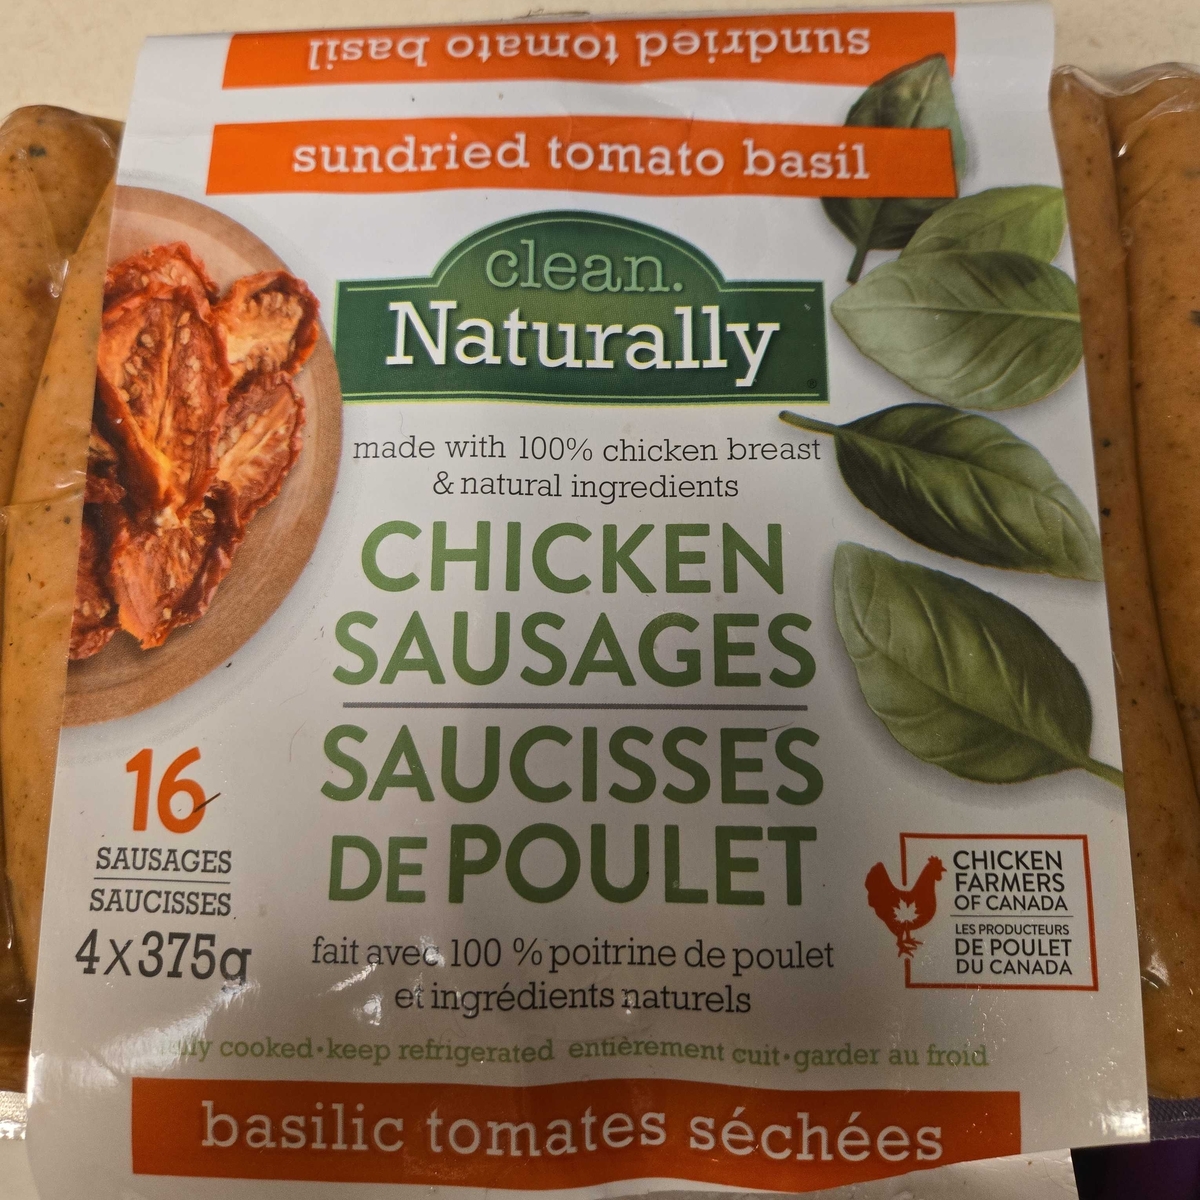 sundried tomato basil
sundried tomato basil
clean.
Naturally
made with 100% chicken breast
& natural ingredients
CHICKEN
SAUSAGES
SAUCISSES
DE POULET
16
SAUSAGES
SAUCISSES
4x375g
CHICKEN
FARMERS
OF CANADA
LES PRODUCTEURS
DE POULET
DU CANADA
fait avec 100 % poitrine de poulet
et ingrédients naturels
fully cooked·keep refrigerated entièrement cuit·garder au froid
basilic tomates séchées